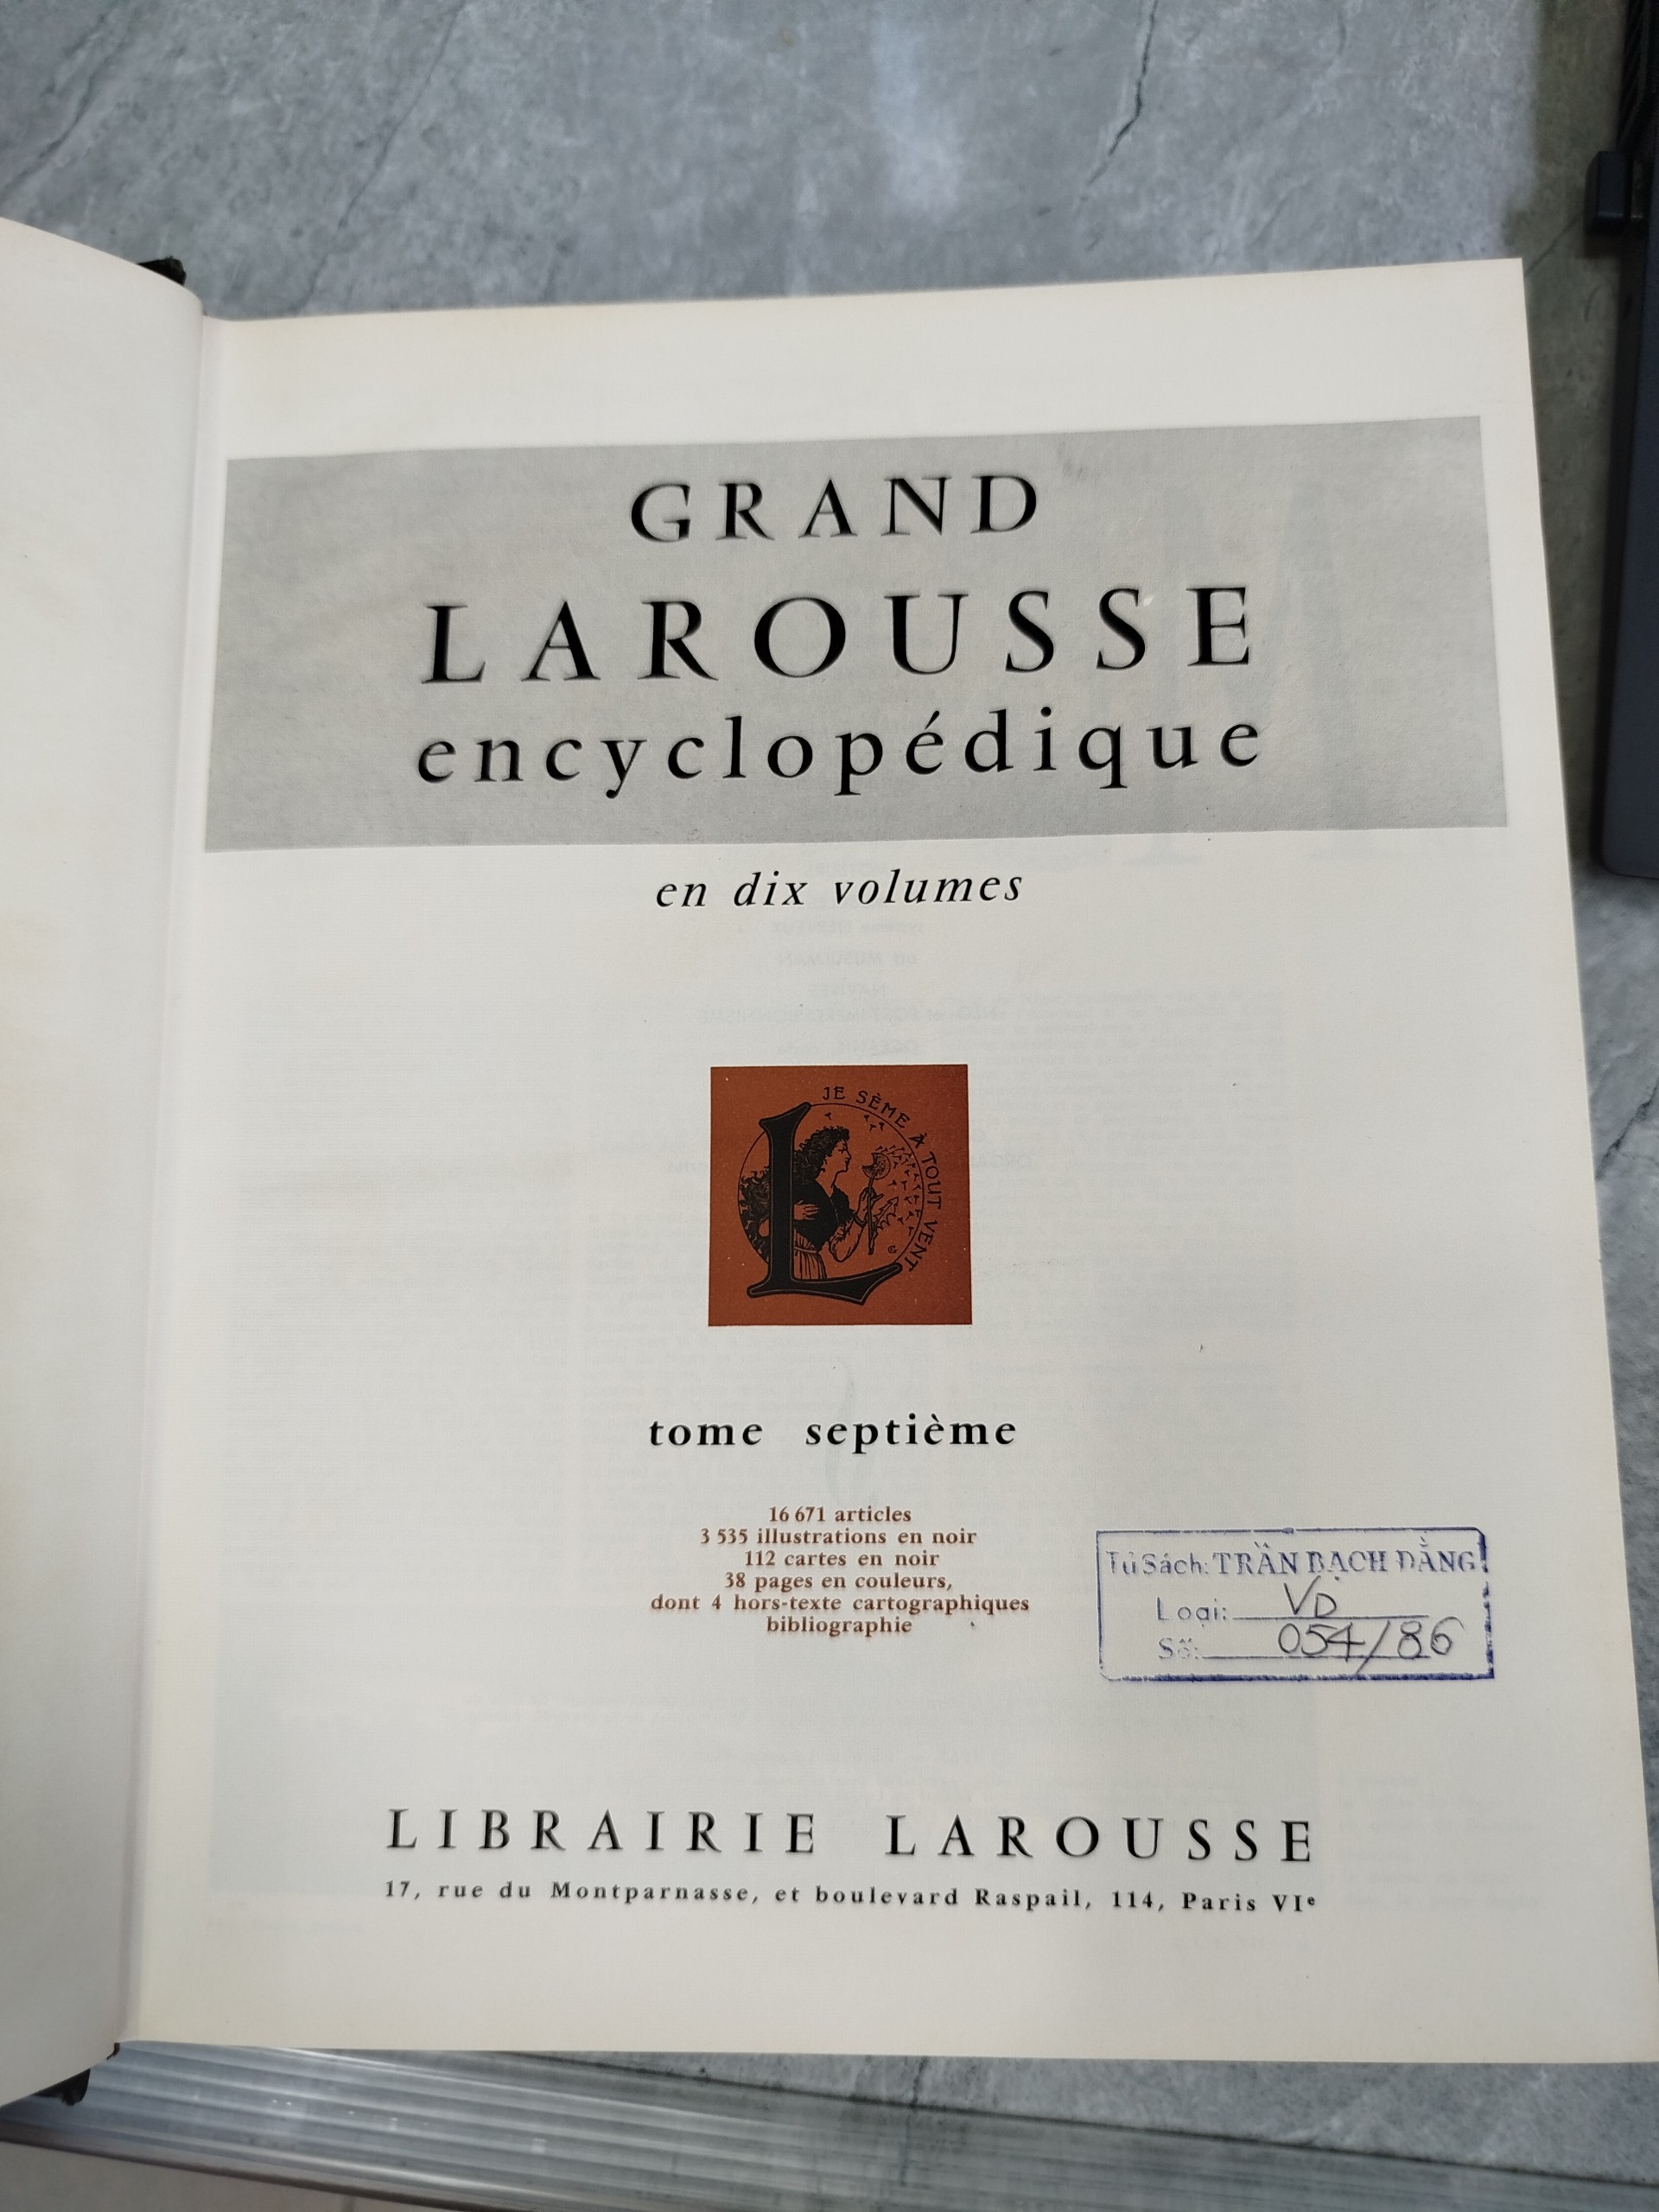 GRAND
LAROUSSE
encyclopédique
en dix volumes
JE SÈME À TOUT VENT
L
tome septième
16 671 articles
3 535 illustrations en noir
112 cartes en noir
38 pages en couleurs,
dont 4 hors-texte cartographiques
bibliographie
Tủ Sách: TRẦN BẠCH ĐẰNG
Loại: VD
Số: 054/86
LIBRAIRIE LAROUSSE
17, rue du Montparnasse, et boulevard Raspail, 114, Paris VIᵉ